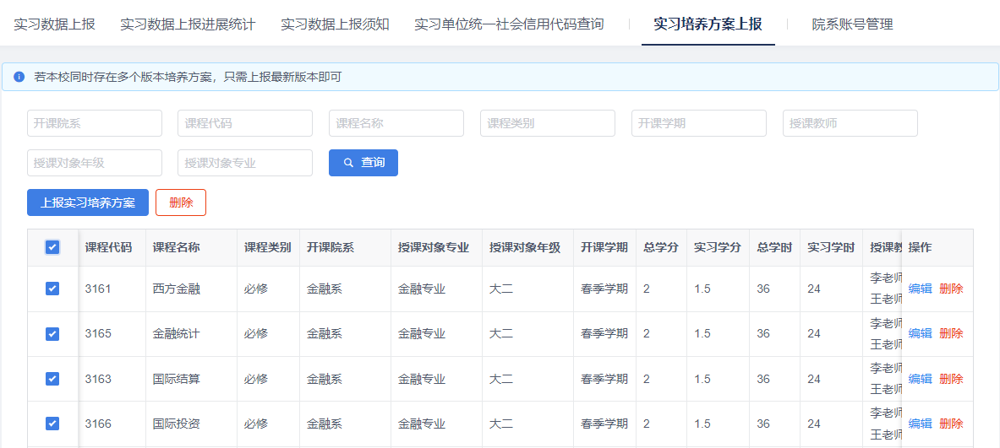 实习数据上报 实习数据上报进展统计 实习数据上报须知 实习单位统一社会信用代码查询 实习培养方案上报 院系账号管理
若本校同时存在多个版本培养方案，只需上报最新版本即可
开课院系 课程代码 课程名称 课程类别 开课学期 授课教师
授课对象年级 授课对象专业 查询
上报实习培养方案 删除
课程代码 课程名称 课程类别 开课院系 授课对象专业 授课对象年级 开课学期 总学分 实习学分 总学时 实习学时 授课教 操作
3161 西方金融 必修 金融系 金融专业 大二 春季学期 2 1.5 36 24 李老师 王老师 编辑 删除
3165 金融统计 必修 金融系 金融专业 大二 春季学期 2 1.5 36 24 李老师 王老师 编辑 删除
3163 国际结算 必修 金融系 金融专业 大二 春季学期 2 1.5 36 24 李老师 王老师 编辑 删除
3166 国际投资 必修 金融系 金融专业 大二 春季学期 2 1.5 36 24 李老师 王老师 编辑 删除